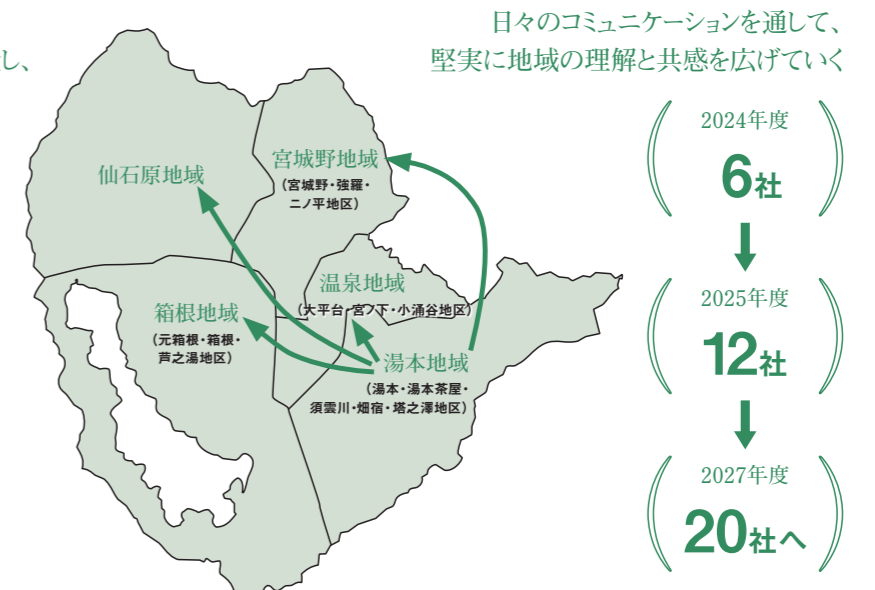 し、
日々のコミュニケーションを通して、
堅実に地域の理解と共感を広げていく
仙石原地域
宮城野地域
（宮城野・強羅・
二ノ平地区）
温泉地域
（大平台・宮ノ下・小涌谷地区）
箱根地域
（元箱根・箱根・
芦之湯地区）
湯本地域
（湯本・湯本茶屋・
須雲川・畑宿・塔之澤地区）
2024年度
6社
2025年度
12社
2027年度
20社へ